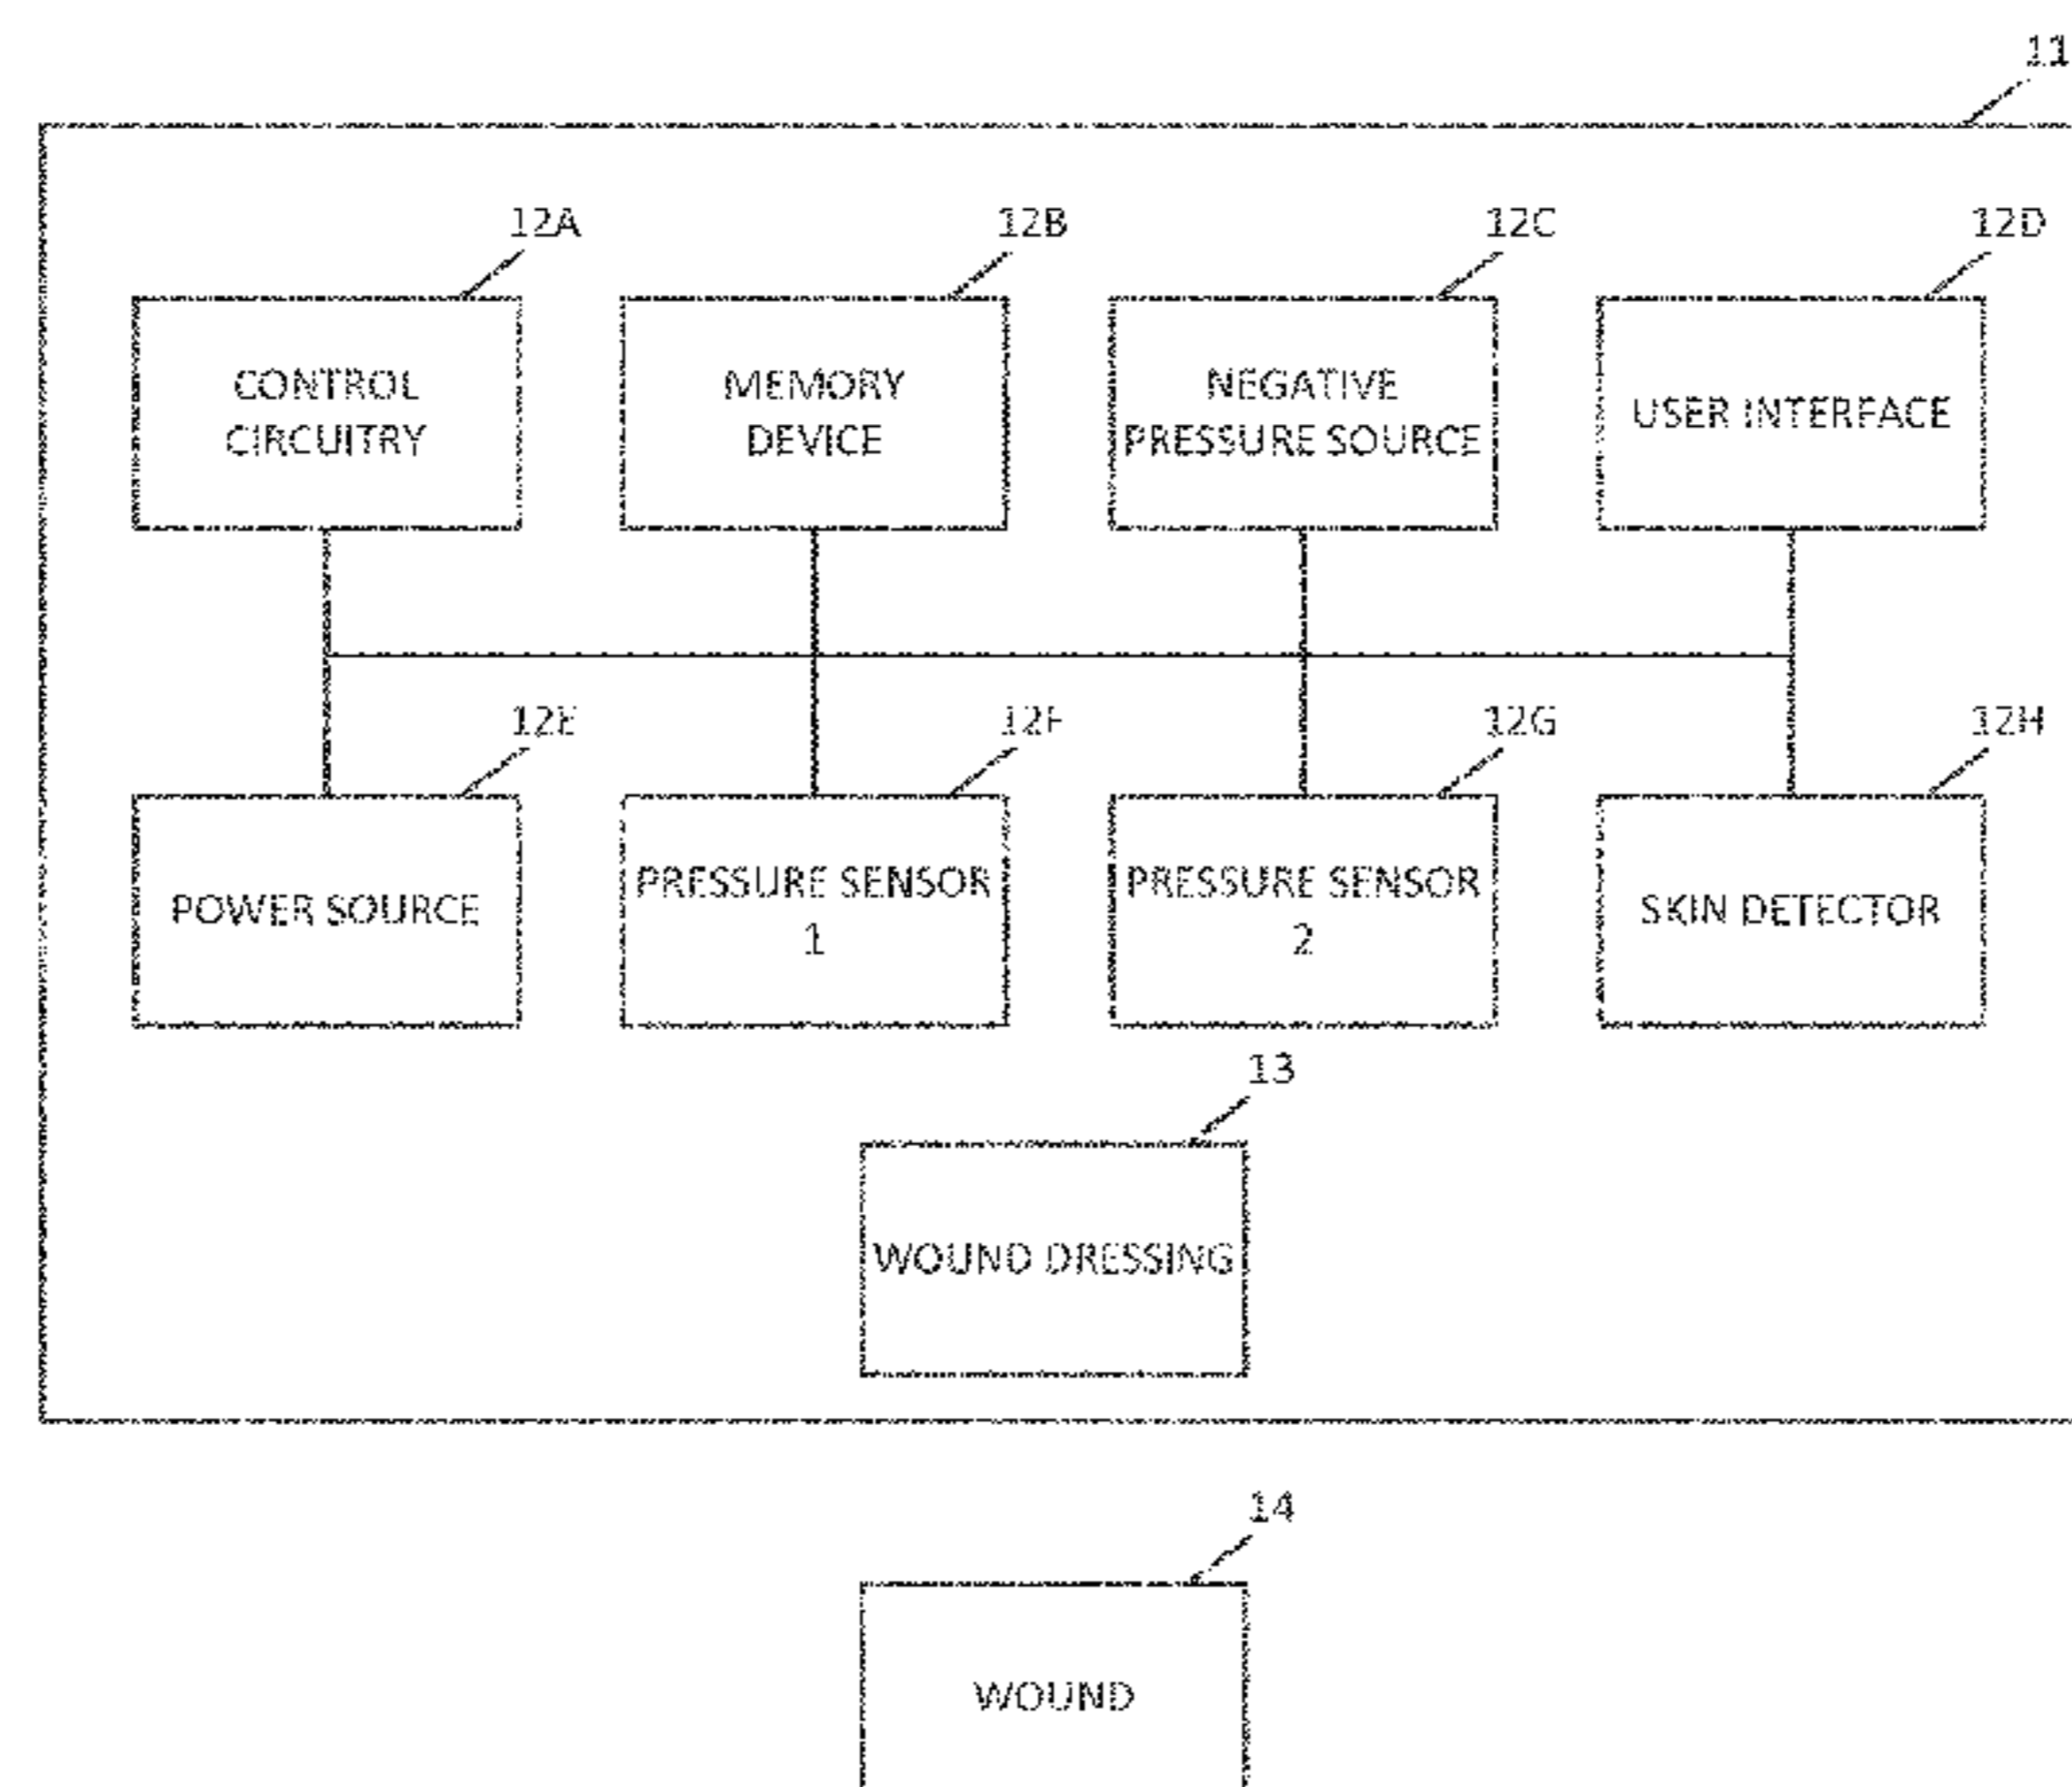 11
12A
12B
12C
12D
CONTROL
CIRCUITRY
MEMORY
DEVICE
NEGATIVE
PRESSURE SOURCE
USER INTERFACE
12E
12F
12G
12H
POWER SOURCE
PRESSURE SENSOR
1
PRESSURE SENSOR
2
SKIN DETECTOR
13
WOUND DRESSING
14
WOUND